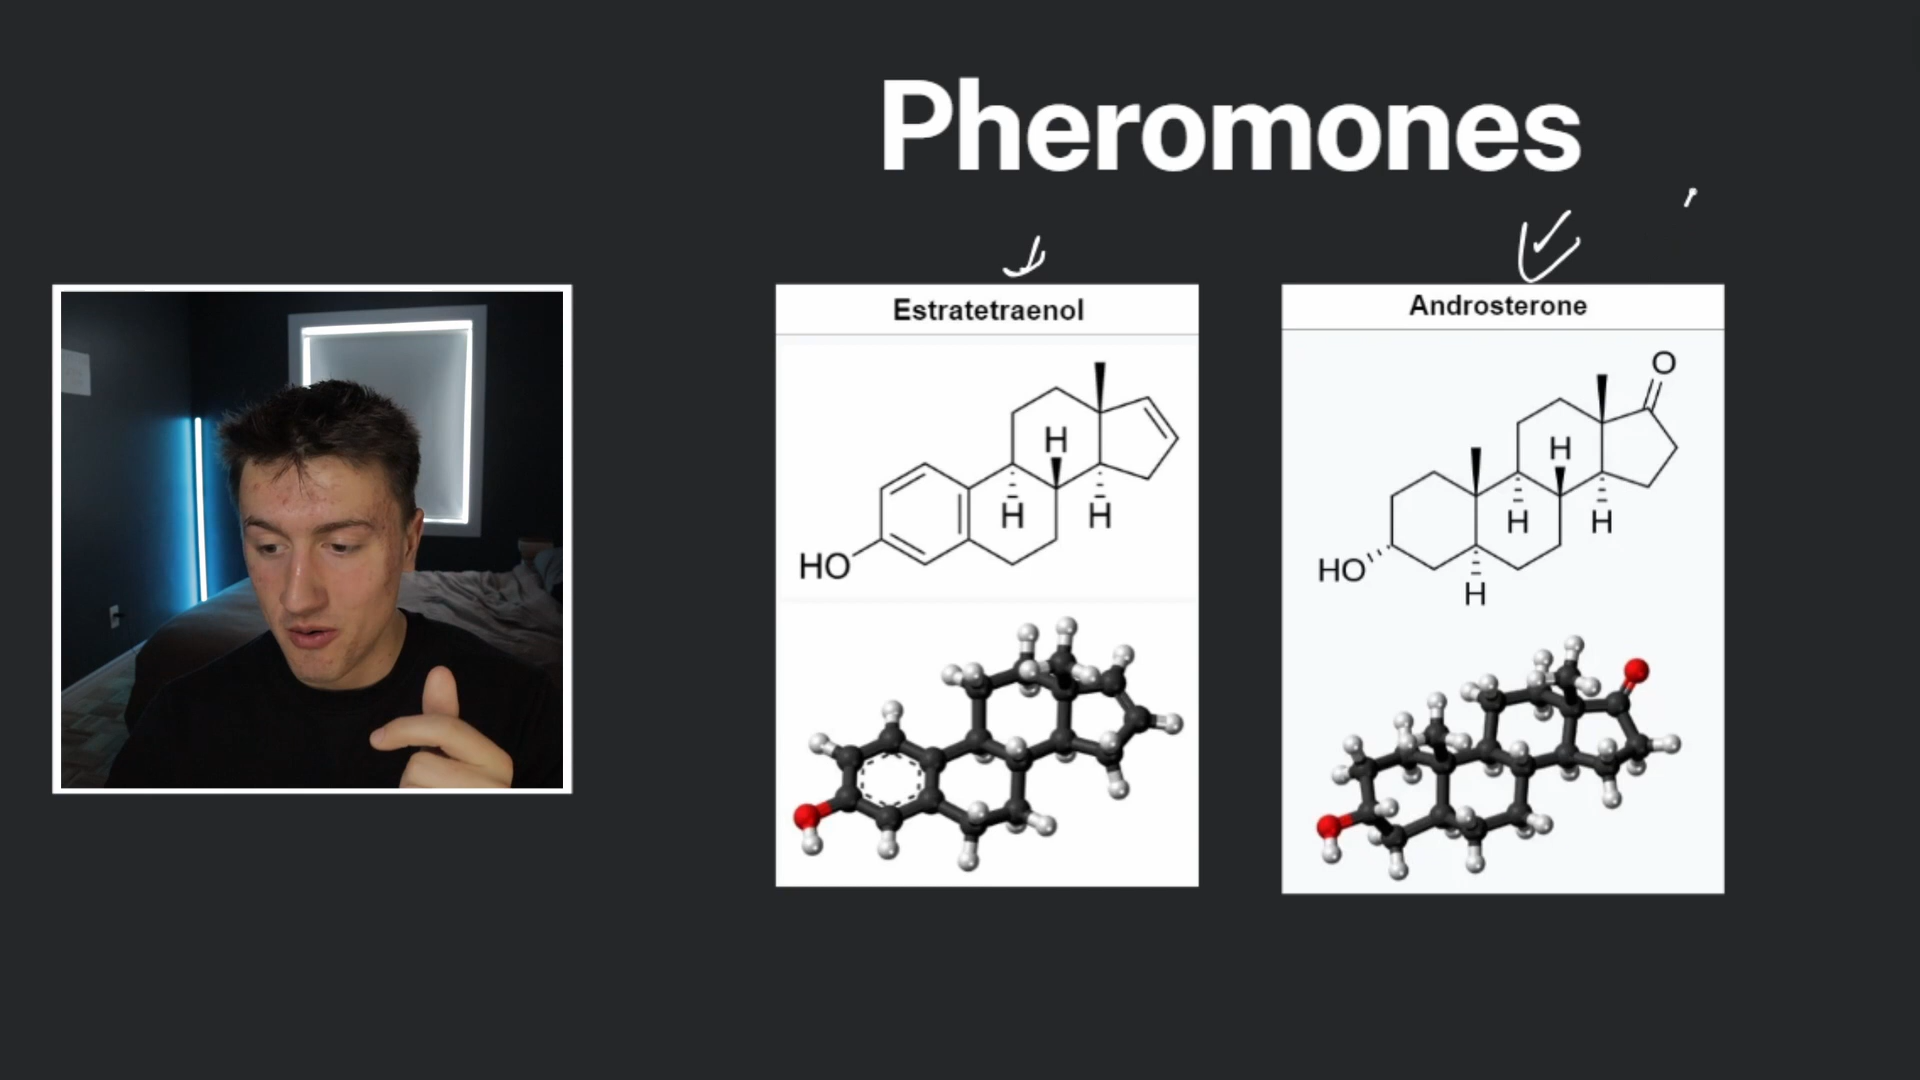 Pheromones
Estratetraenol
H
H
H
HO
Androsterone
O
H
H
H
HO
H